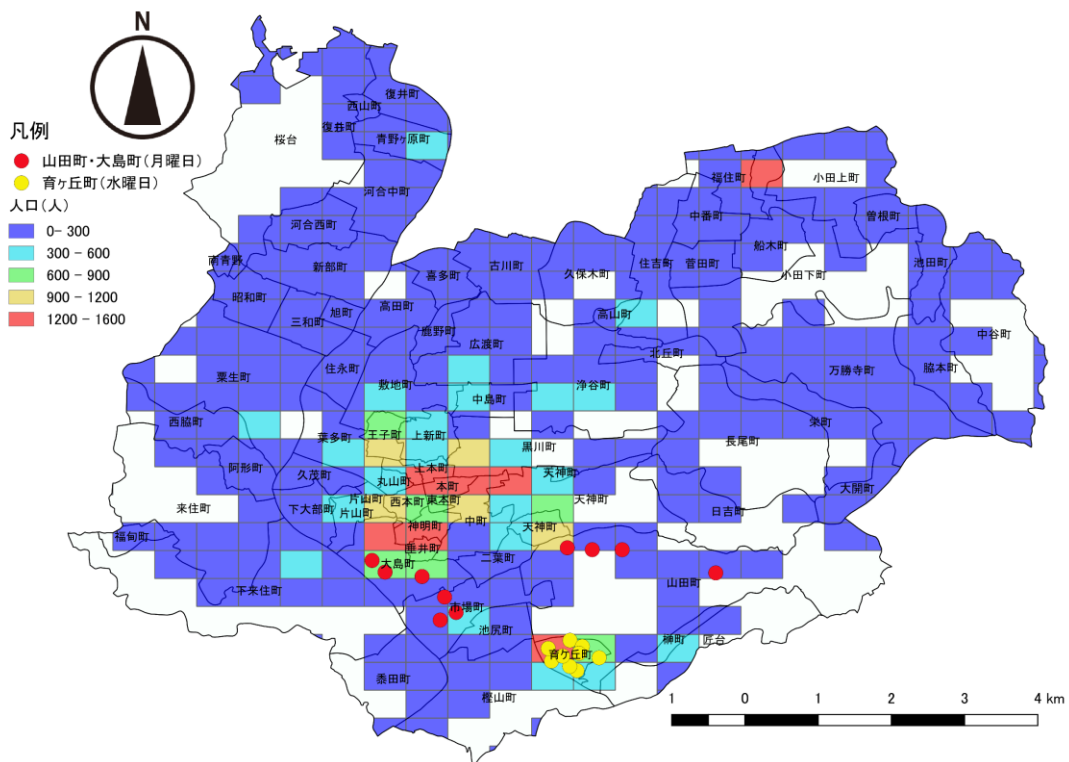 N
凡例
山田町・大島町(月曜日)
育ヶ丘町(水曜日)
人口(人)
0- 300
300 - 600
600 - 900
900 - 1200
1200 - 1600
復井町
西山町
桜台
復井町
青野ヶ原町
河合中町
河合西町
南青野
新部町
昭和町
旭町
三和町
高田町
喜多町
古川町
久保木町
鹿野町
広渡町
住永町
粟生町
敷地町
中島町
浄谷町
福住町
小田上町
中番町
曽根町
船木町
住吉町
菅田町
小田下町
池田町
高山町
北丘町
中谷町
万勝寺町
脇本町
西脇町
葉多町
王子町
上新町
黒川町
栄町
長尾町
阿形町
久茂町
上本町
丸山町
本町
天神町
大開町
来住町
下大部町
片山町
片山町
西本町
東本町
中町
天神町
天神町
日吉町
福甸町
神明町
垂井町
大島町
二葉町
山田町
下来住町
市場町
池尻町
育ケ丘町
榊町
匠台
黍田町
樫山町
1
0
1
2
3
4 km